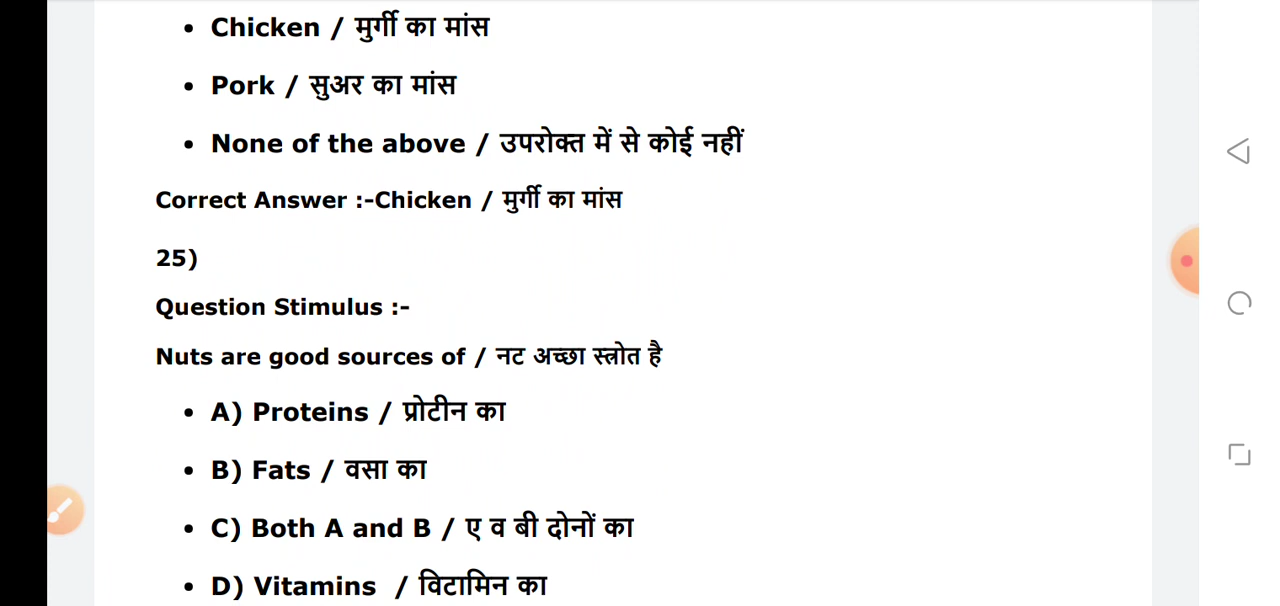 • Chicken / मुर्गी का मांस
• Pork / सुअर का मांस
• None of the above / उपरोक्त में से कोई नहीं
Correct Answer :-Chicken / मुर्गी का मांस
25)
Question Stimulus :-
Nuts are good sources of / नट अच्छा स्त्रोत है
• A) Proteins / प्रोटीन का
• B) Fats / वसा का
• C) Both A and B / ए व बी दोनों का
• D) Vitamins / विटामिन का